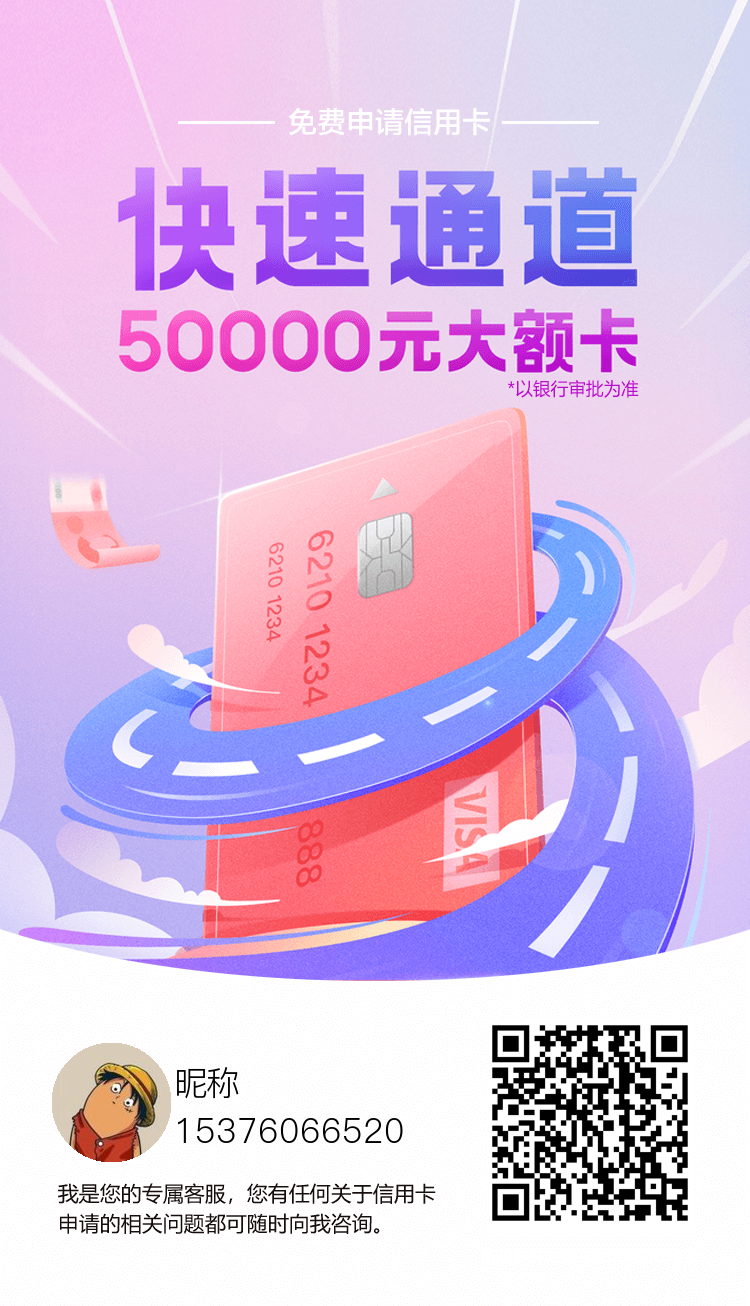 免费申请信用卡
快速通道
50000元大额卡
*以银行审批为准
6210 1234
6210 1234
888
VISA
昵称
15376066520
我是您的专属客服，您有任何关于信用卡
申请的相关问题都可随时向我咨询。